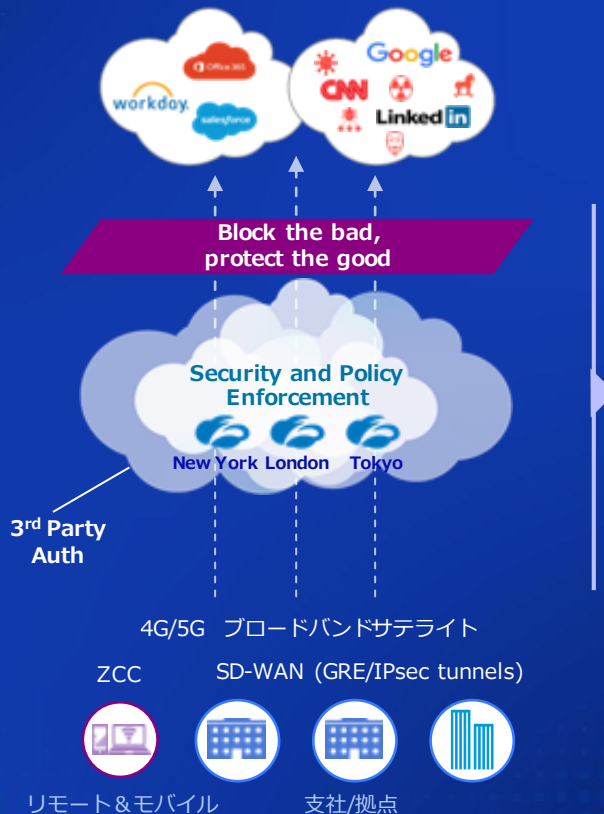 Office 365
Google
workday.
CNN
salesforce
Linked in
Block the bad,
protect the good
Security and Policy
Enforcement
New York London Tokyo
3rd Party
Auth
4G/5G ブロードバンドサテライト
ZCC
SD-WAN (GRE/IPsec tunnels)
リモート＆モバイル
支社/拠点